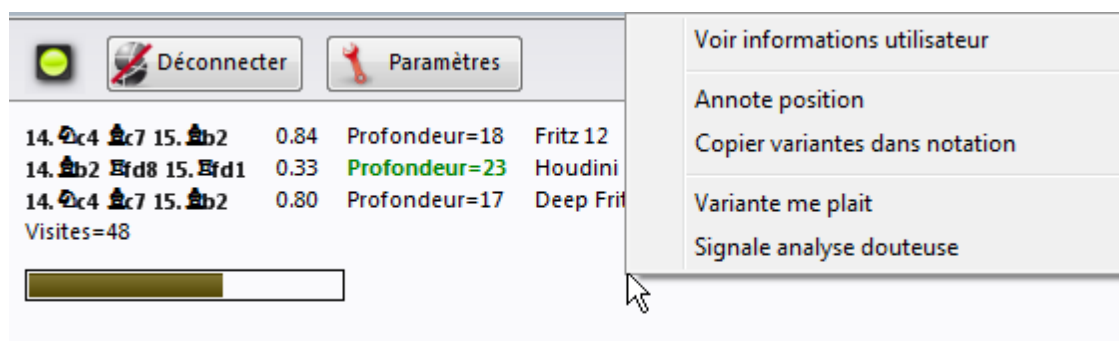 Déconnecter
Paramètres
14. ♘c4 ♝c7 15. ♗b2 0.84 Profondeur=18 Fritz 12
14. ♗b2 ♜fd8 15. ♖fd1 0.33 Profondeur=23 Houdini
14. ♘c4 ♝c7 15. ♗b2 0.80 Profondeur=17 Deep
Visites=48
Voir informations utilisateur
Annote position
Copier variantes dans notation
Variante me plait
Signale analyse douteuse